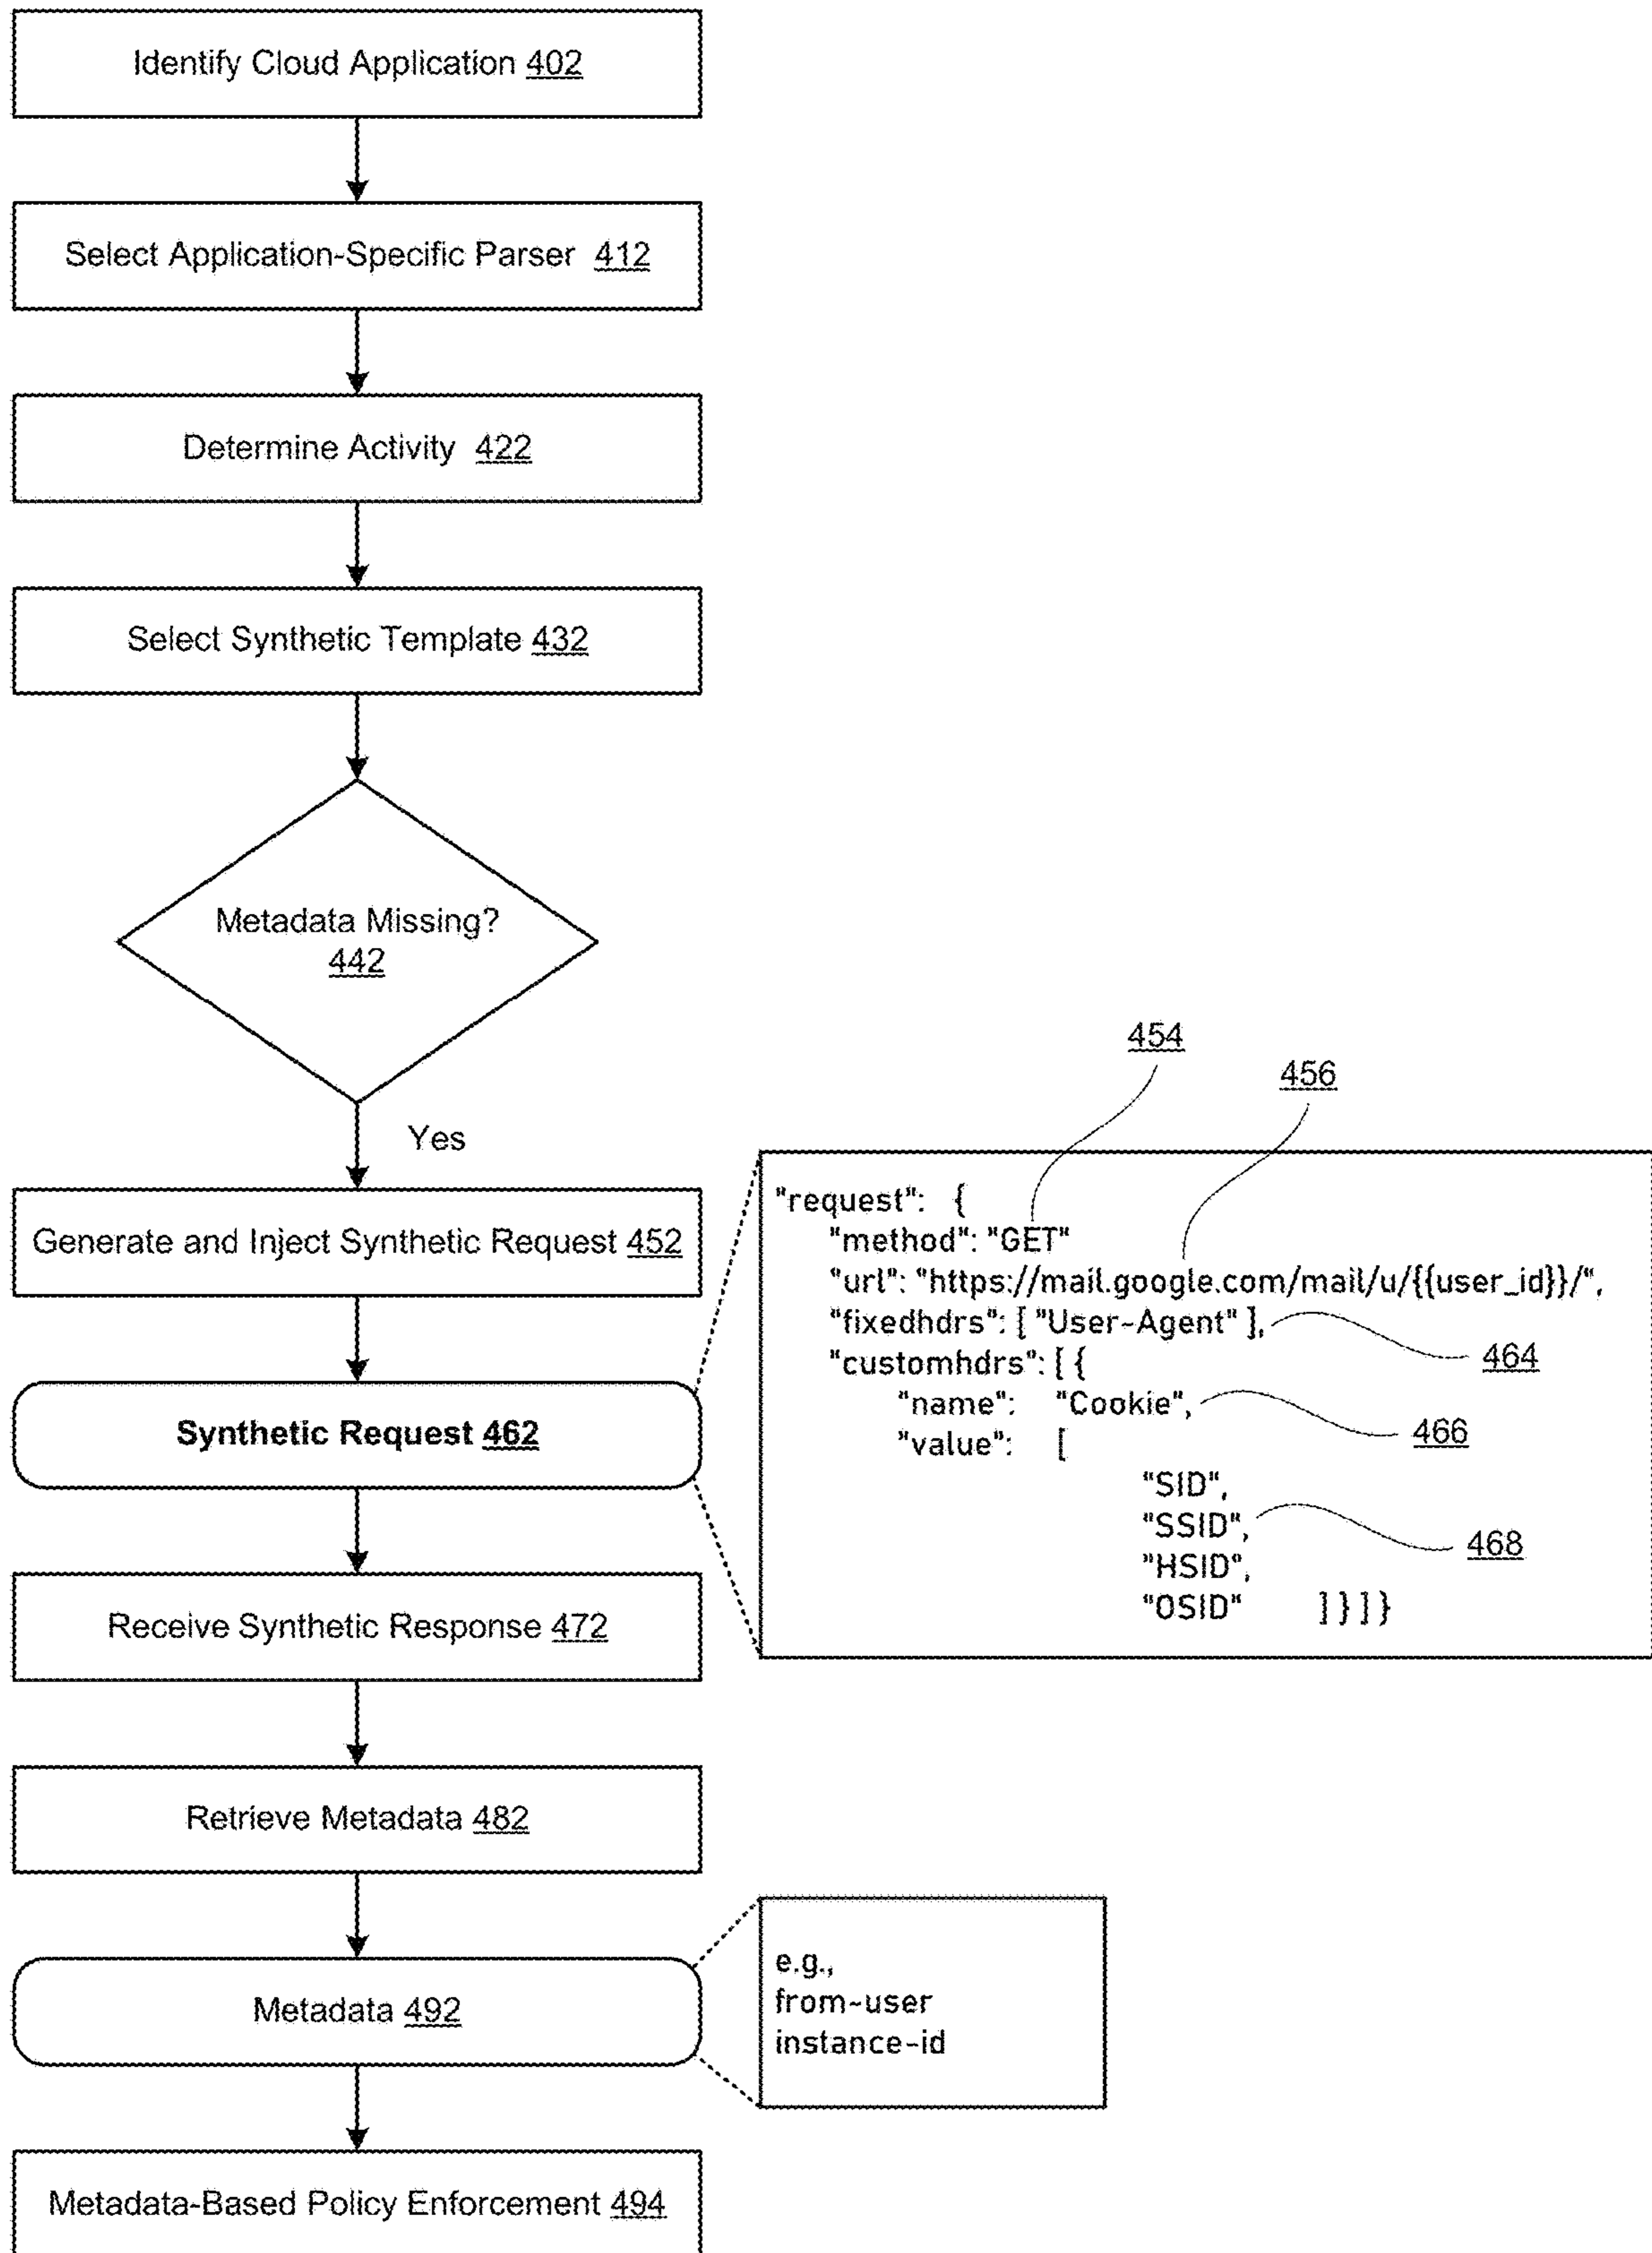 Identify Cloud Application 402
Select Application-Specific Parser 412
Determine Activity 422
Select Synthetic Template 432
Metadata Missing?
442
Yes
Generate and Inject Synthetic Request 452
Synthetic Request 462
454
456
"request": {
"method": "GET"
"url": "https://mail.google.com/mail/u/{{user_id}}/",
"fixedhdrs": [ "User-Agent" ],
464
"customhdrs": [ {
"name": "Cookie",
466
"value": [
"SID",
"SSID",
468
"HSID",
"OSID" ] } ] }
Receive Synthetic Response 472
Retrieve Metadata 482
Metadata 492
e.g.,
from-user
instance-id
Metadata-Based Policy Enforcement 494